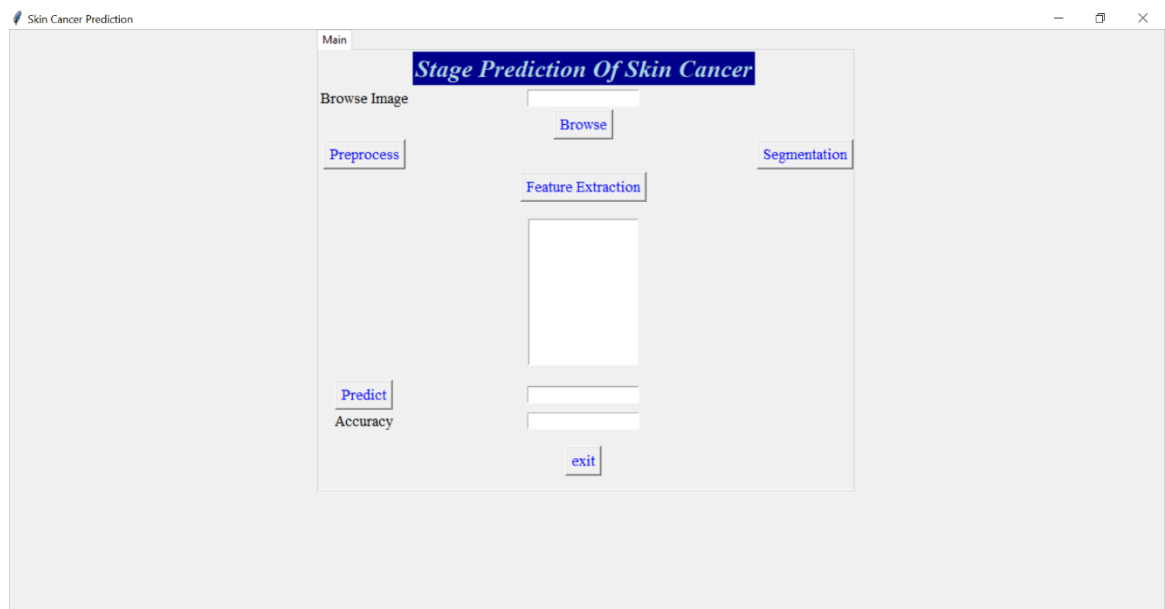 Skin Cancer Prediction
Main
Stage Prediction Of Skin Cancer
Browse Image
Browse
Preprocess
Segmentation
Feature Extraction
Predict
Accuracy
exit